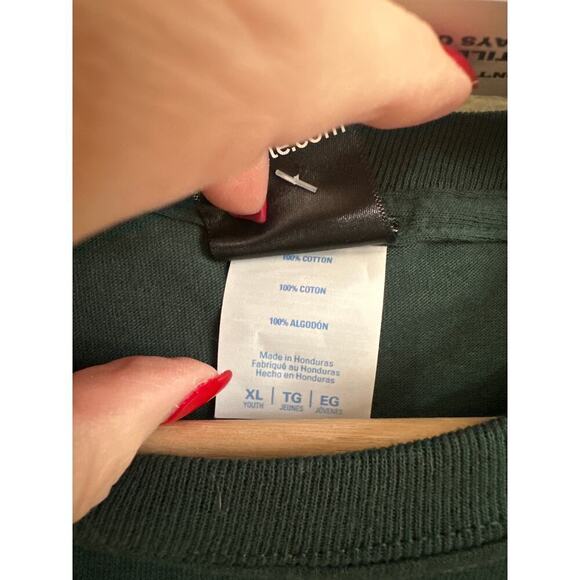 te.com
100% COTTON
100% COTON
100% ALGODÓN
Made in Honduras
Fabriqué au Honduras
Hecho en Honduras
XL | TG | EG
YOUTH JEUNES JÓVENES